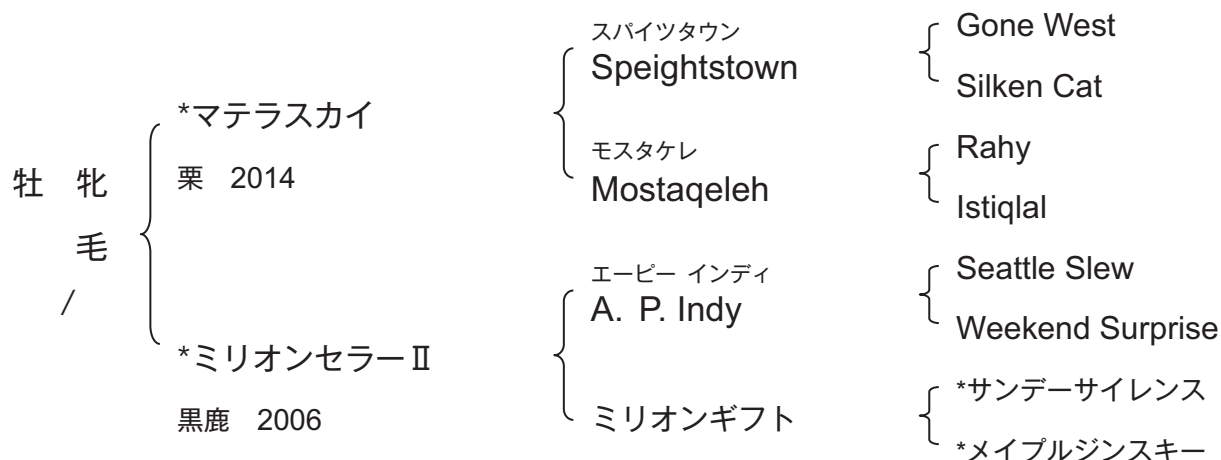 牡 牝
毛
/
*マテラスカイ
栗 2014
*ミリオンセラーⅡ
黒鹿 2006
スパイツタウン
Speightstown
モスタケレ
Mostaqeleh
エーピー インディ
A. P. Indy
ミリオンギフト
Gone West
Silken Cat
Rahy
Istiqlal
Seattle Slew
Weekend Surprise
*サンデーサイレンス
*メイプルジンスキー